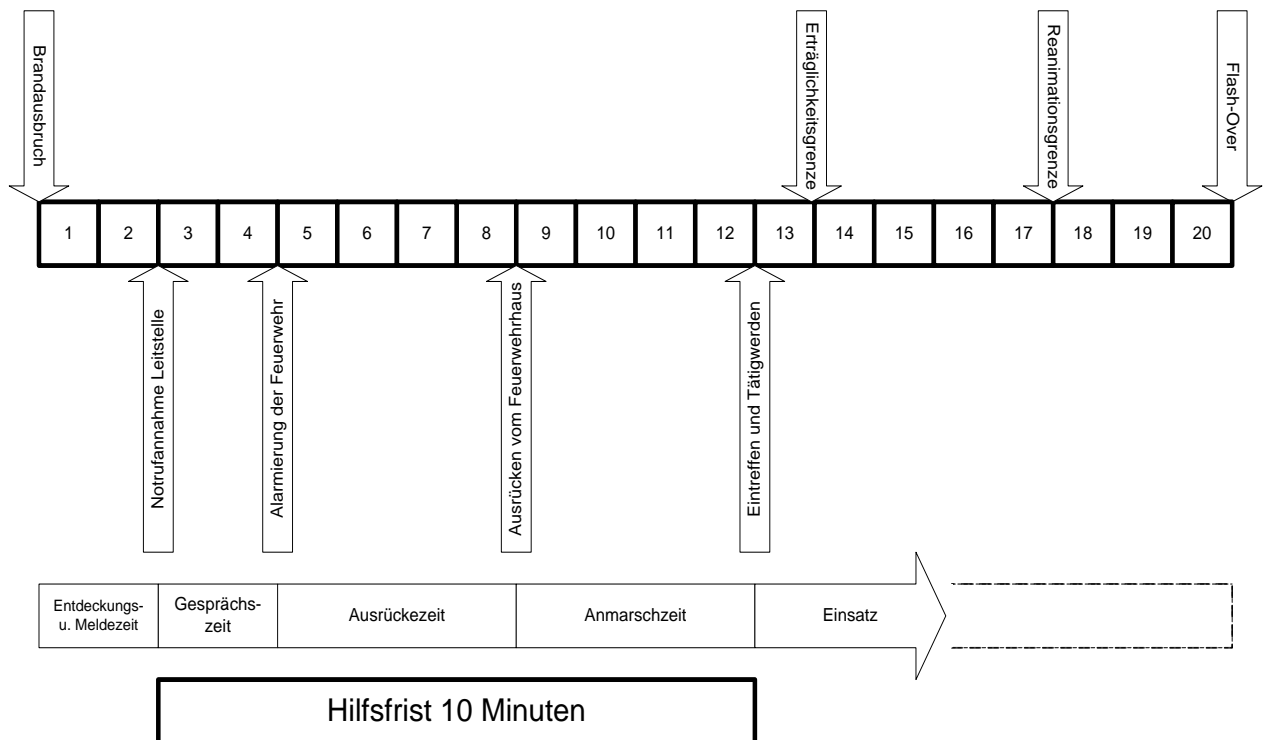 Brandausbruch
Erträglichkeitsgrenze
Reanimationsgrenze
Flash-Over
1 2 3 4 5 6 7 8 9 10 11 12 13 14 15 16 17 18 19 20
Notrufannahme Leitstelle
Alarmierung der Feuerwehr
Ausrücken vom Feuerwehrhaus
Eintreffen und Tätigwerden
Entdeckungs-
u. Meldezeit
Gesprächs-
zeit
Ausrückezeit
Anmarschzeit
Einsatz
Hilfsfrist 10 Minuten